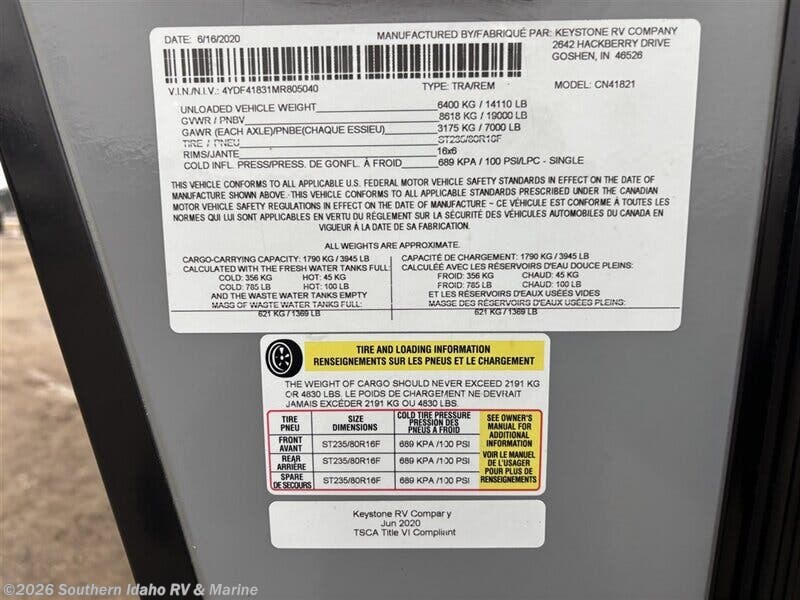 DATE: 6/16/2020
MANUFACTURED BY/FABRIQUÉ PAR: KEYSTONE RV COMPANY
2642 HACKBERRY DRIVE
GOSHEN, IN 46526
V.I.N./N.I.V.: 4YDF41831MR805040 TYPE: TRA/REM MODEL: CN41821
UNLOADED VEHICLE WEIGHT 6400 KG / 14110 LB
GVWR / PNBV 8618 KG / 19000 LB
GAWR (EACH AXLE)/PNBE(CHAQUE ESSIEU) 3175 KG / 7000 LB
TIRE / PNEU ST235/80R16F
RIMS/JANTE 16x6
COLD INFL. PRESS/PRESS. DE GONFL. À FROID 689 KPA / 100 PSI/LPC - SINGLE
THIS VEHICLE CONFORMS TO ALL APPLICABLE U.S. FEDERAL MOTOR VEHICLE SAFETY STANDARDS IN EFFECT ON THE DATE OF
MANUFACTURE SHOWN ABOVE.-THIS VEHICLE CONFORMS TO ALL APPLICABLE STANDARDS PRESCRIBED UNDER THE CANADIAN
MOTOR VEHICLE SAFETY REGULATIONS IN EFFECT ON THE DATE OF MANUFACTURE ~ CE VÉHICULE EST CONFORME À TOUTES LES
NORMES QUI LUI SONT APPLICABLES EN VERTU DU RÉGLEMENT SUR LA SÉCURITÉ DES VÉHICULES AUTOMOBILES DU CANADA EN
VIGUEUR À LA DATE DE SA FABRICATION.
ALL WEIGHTS ARE APPROXIMATE.
CARGO-CARRYING CAPACITY: 1790 KG / 3945 LB
CALCULATED WITH THE FRESH WATER TANKS FULL:
COLD: 356 KG HOT: 45 KG
COLD: 785 LB HOT: 100 LB
AND THE WASTE WATER TANKS EMPTY
MASS OF WASTE WATER TANKS FULL:
621 KG / 1369 LB
CAPACITÉ DE CHARGEMENT: 1790 KG / 3945 LB
CALCULÉE AVEC LES RÉSERVOIRS D'EAU DOUCE PLEINS:
FROID: 356 KG CHAUD: 45 KG
FROID: 785 LB CHAUD: 100 LB
ET LES RÉSERVOIRS D'EAUX USÉES VIDES
MASSE DES RÉSERVOIRS D'EAUX USÉES PLEINS:
621 KG / 1369 LB
TIRE AND LOADING INFORMATION
RENSEIGNEMENTS SUR LES PNEUS ET LE CHARGEMENT
THE WEIGHT OF CARGO SHOULD NEVER EXCEED 2191 KG
OR 4830 LBS. LE POIDS DE CHARGEMENT NE DEVRAIT
JAMAIS EXCÉDER 2191 KG OU 4830 LBS.
TIRE
PNEU
SIZE
DIMENSIONS
COLD TIRE PRESSURE
PRESSION DES
PNEUS A FROID
FRONT
AVANT
ST235/80R16F 689 KPA /100 PSI
REAR
ARRIÈRE
ST235/80R16F 689 KPA /100 PSI
SPARE
DE SECOURS
ST235/80R16F 689 KPA /100 PSI
SEE OWNER'S
MANUAL FOR
ADDITIONAL
INFORMATION
VOIR LE MANUEL
DE L'USAGER
POUR PLUS DE
RENSEIGNEMENTS
Keystone RV Company
Jun 2020
TSCA Title VI Compliant
©2026 Southern Idaho RV & Marine